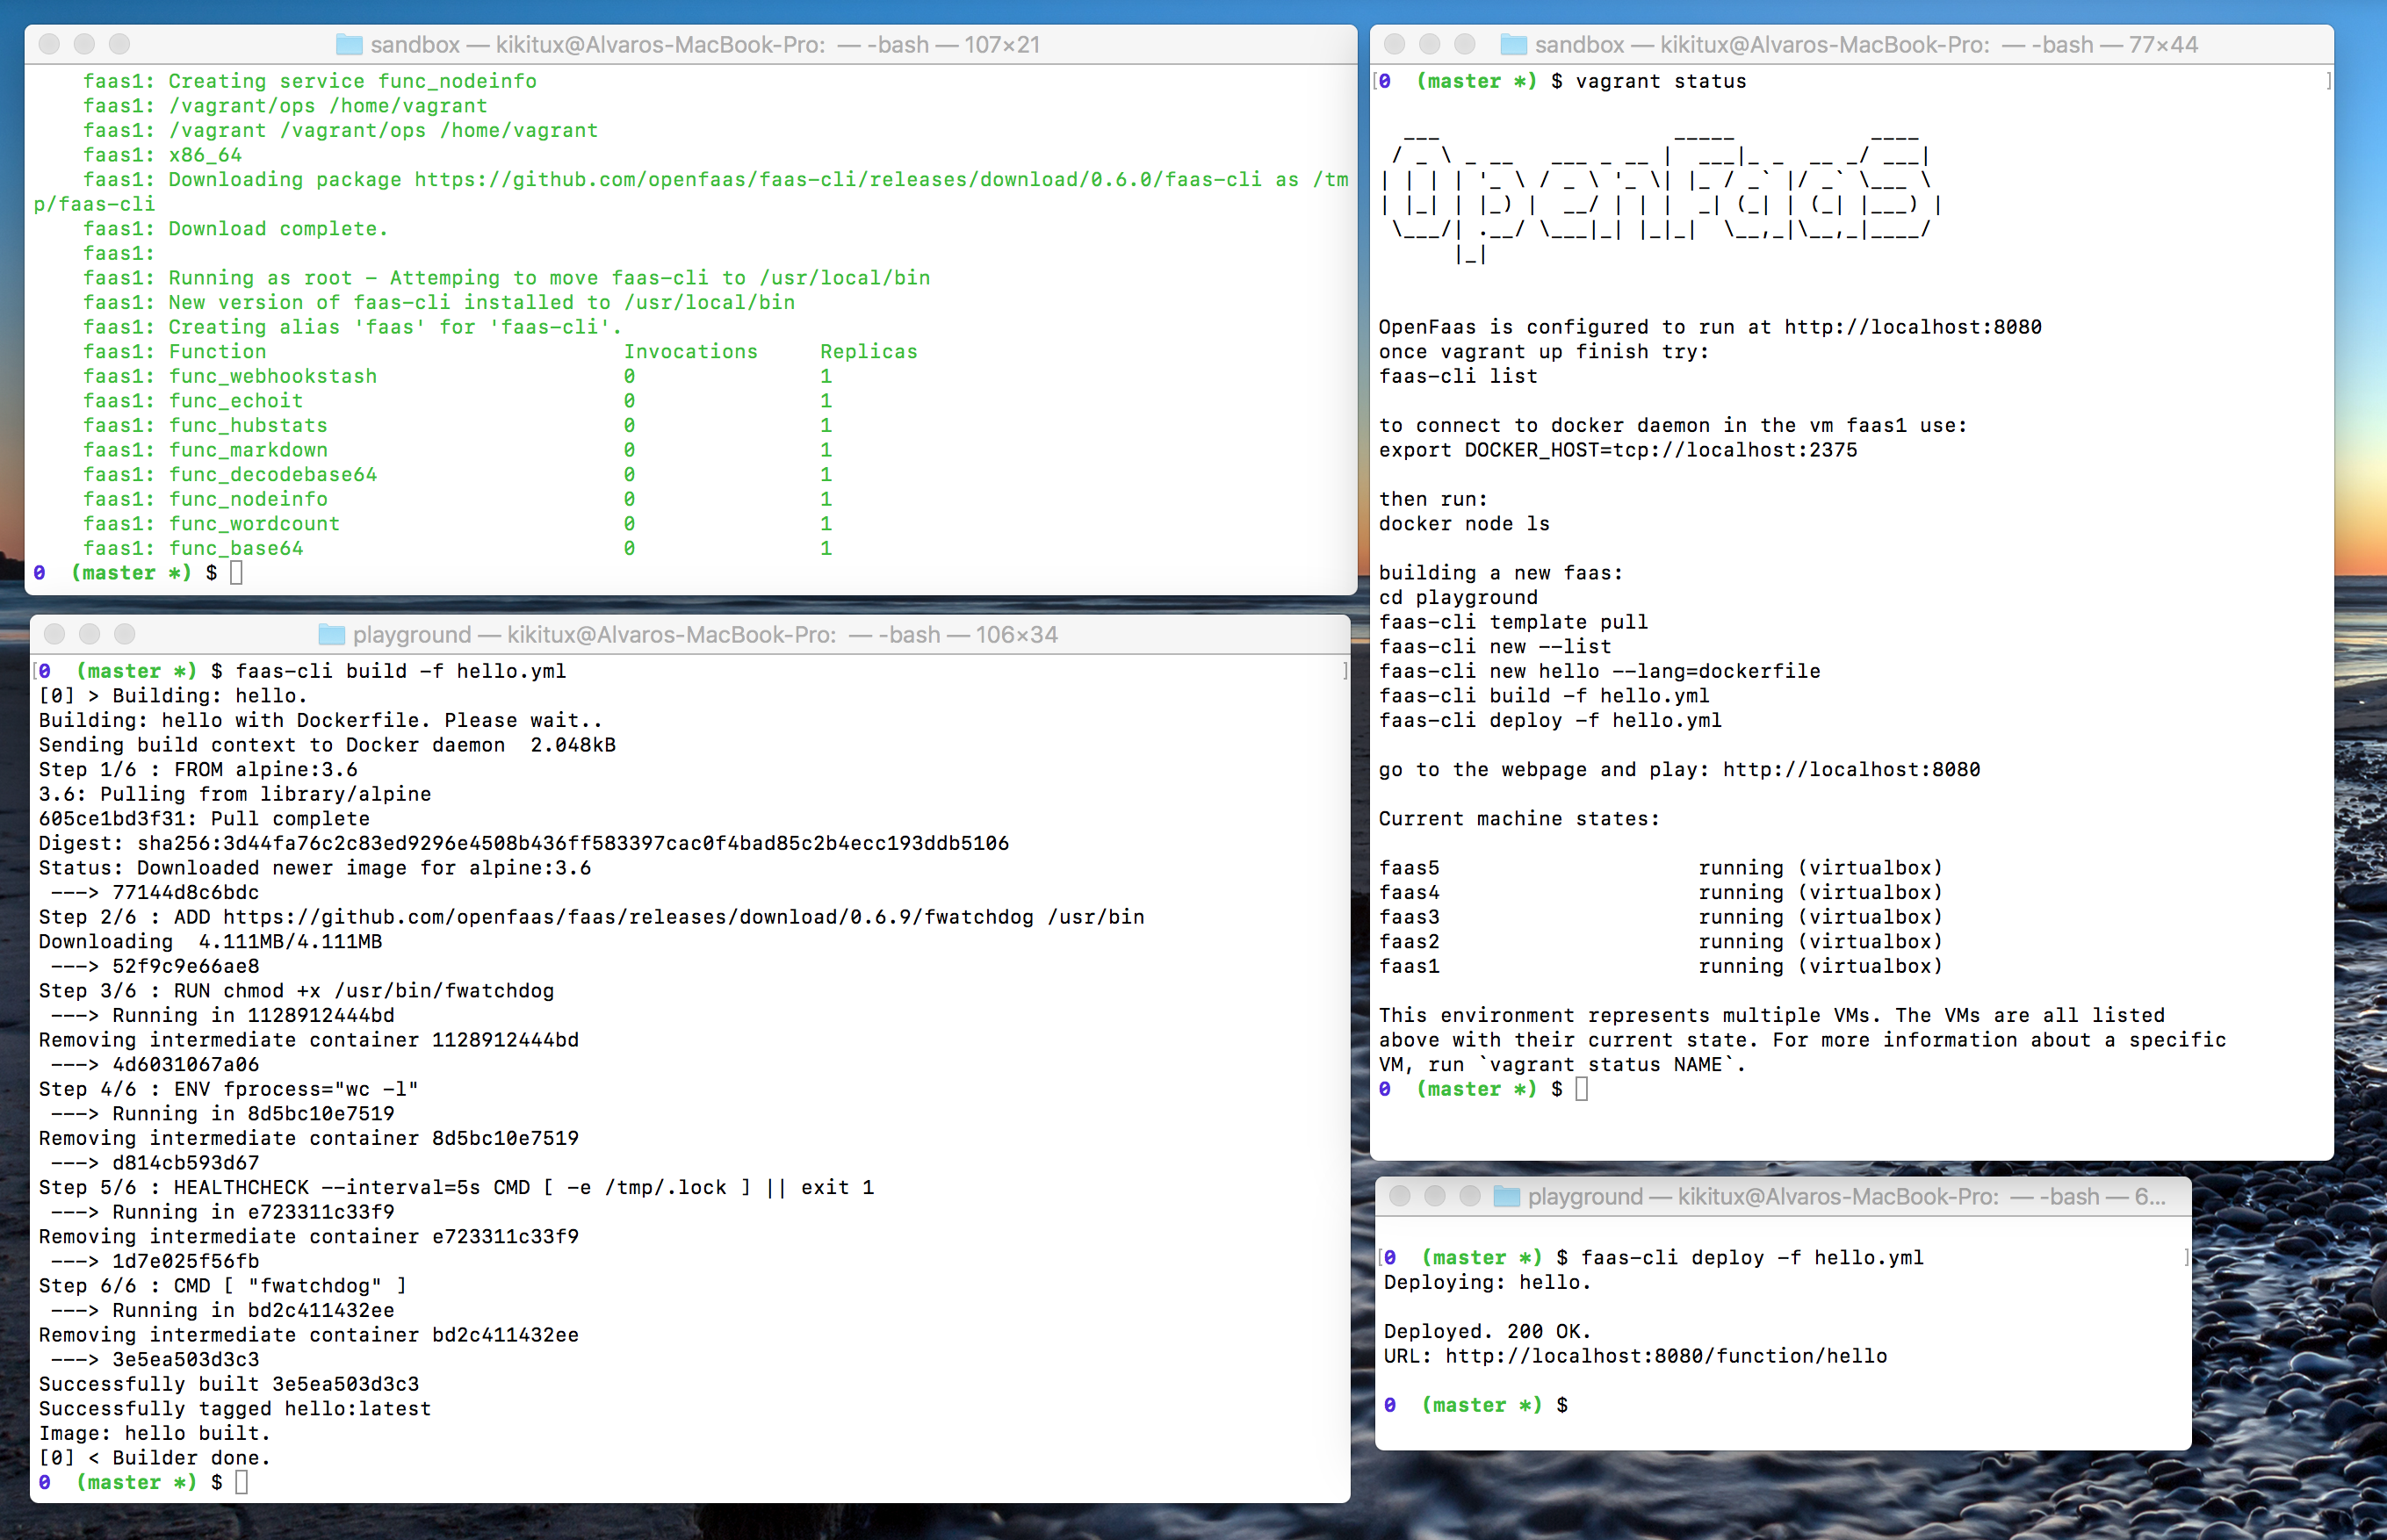 sandbox — kikitux@Alvaros-MacBook-Pro: — -bash — 107×21
faas1: Creating service func_nodeinfo
faas1: /vagrant/ops /home/vagrant
faas1: /vagrant /vagrant/ops /home/vagrant
faas1: x86_64
faas1: Downloading package https://github.com/openfaas/faas-cli/releases/download/0.6.0/faas-cli as /tm
p/faas-cli
faas1: Download complete.
faas1:
faas1: Running as root - Attemping to move faas-cli to /usr/local/bin
faas1: New version of faas-cli installed to /usr/local/bin
faas1: Creating alias 'faas' for 'faas-cli'.
faas1: Function Invocations Replicas
faas1: func_webhookstash 0 1
faas1: func_echoit 0 1
faas1: func_hubstats 0 1
faas1: func_markdown 0 1
faas1: func_decodebase64 0 1
faas1: func_nodeinfo 0 1
faas1: func_wordcount 0 1
faas1: func_base64 0 1
0 (master *) $
playground — kikitux@Alvaros-MacBook-Pro: — -bash — 106×34
[0 (master *) $ faas-cli build -f hello.yml ]
[0] > Building: hello.
Building: hello with Dockerfile. Please wait..
Sending build context to Docker daemon 2.048kB
Step 1/6 : FROM alpine:3.6
3.6: Pulling from library/alpine
605ce1bd3f31: Pull complete
Digest: sha256:3d44fa76c2c83ed9296e4508b436ff583397cac0f4bad85c2b4ecc193ddb5106
Status: Downloaded newer image for alpine:3.6
---> 77144d8c6bdc
Step 2/6 : ADD https://github.com/openfaas/faas/releases/download/0.6.9/fwatchdog /usr/bin
Downloading 4.111MB/4.111MB
---> 52f9c9e66ae8
Step 3/6 : RUN chmod +x /usr/bin/fwatchdog
---> Running in 1128912444bd
Removing intermediate container 1128912444bd
---> 4d6031067a06
Step 4/6 : ENV fprocess="wc -l"
---> Running in 8d5bc10e7519
Removing intermediate container 8d5bc10e7519
---> d814cb593d67
Step 5/6 : HEALTHCHECK --interval=5s CMD [ -e /tmp/.lock ] || exit 1
---> Running in e723311c33f9
Removing intermediate container e723311c33f9
---> 1d7e025f56fb
Step 6/6 : CMD [ "fwatchdog" ]
---> Running in bd2c411432ee
Removing intermediate container bd2c411432ee
---> 3e5ea503d3c3
Successfully built 3e5ea503d3c3
Successfully tagged hello:latest
Image: hello built.
[0] < Builder done.
0 (master *) $
sandbox — kikitux@Alvaros-MacBook-Pro: — -bash — 77×44
[0 (master *) $ vagrant status ]
OpenFaaS
OpenFaas is configured to run at http://localhost:8080
once vagrant up finish try:
faas-cli list
to connect to docker daemon in the vm faas1 use:
export DOCKER_HOST=tcp://localhost:2375
then run:
docker node ls
building a new faas:
cd playground
faas-cli template pull
faas-cli new --list
faas-cli new hello --lang=dockerfile
faas-cli build -f hello.yml
faas-cli deploy -f hello.yml
go to the webpage and play: http://localhost:8080
Current machine states:
faas5 running (virtualbox)
faas4 running (virtualbox)
faas3 running (virtualbox)
faas2 running (virtualbox)
faas1 running (virtualbox)
This environment represents multiple VMs. The VMs are all listed
above with their current state. For more information about a specific
VM, run `vagrant status NAME`.
0 (master *) $
playground — kikitux@Alvaros-MacBook-Pro: — -bash — 6...
[0 (master *) $ faas-cli deploy -f hello.yml ]
Deploying: hello.
Deployed. 200 OK.
URL: http://localhost:8080/function/hello
0 (master *) $